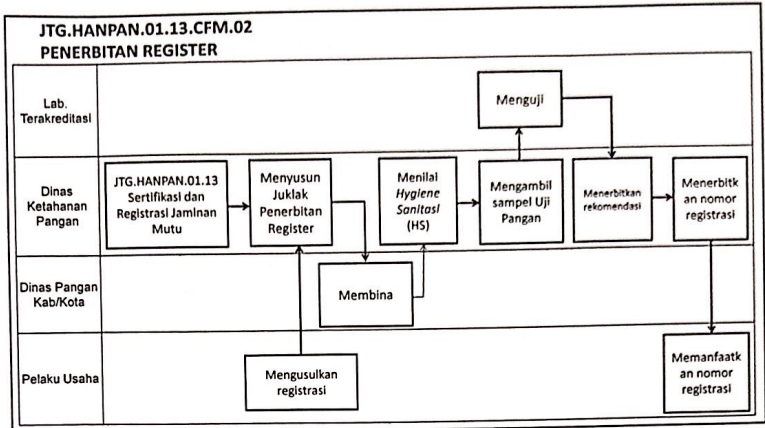 JTG.HANPAN.01.13.CFM.02
PENERBITAN REGISTER
Lab.
Terakreditasi
Menguji
Dinas
Ketahanan
Pangan
JTG.HANPAN.01.13
Sertifikasi dan
Registrasi Jaminan
Mutu
Menyusun
Juklak
Penerbitan
Register
Menilai
Hygiene
Sanitasi
(HS)
Mengambil
sampel Uji
Pangan
Menerbitkan
rekomendasi
Menerbitk
an nomor
registrasi
Dinas Pangan
Kab/Kota
Membina
Pelaku Usaha
Mengusulkan
registrasi
Memanfaatk
an nomor
registrasi